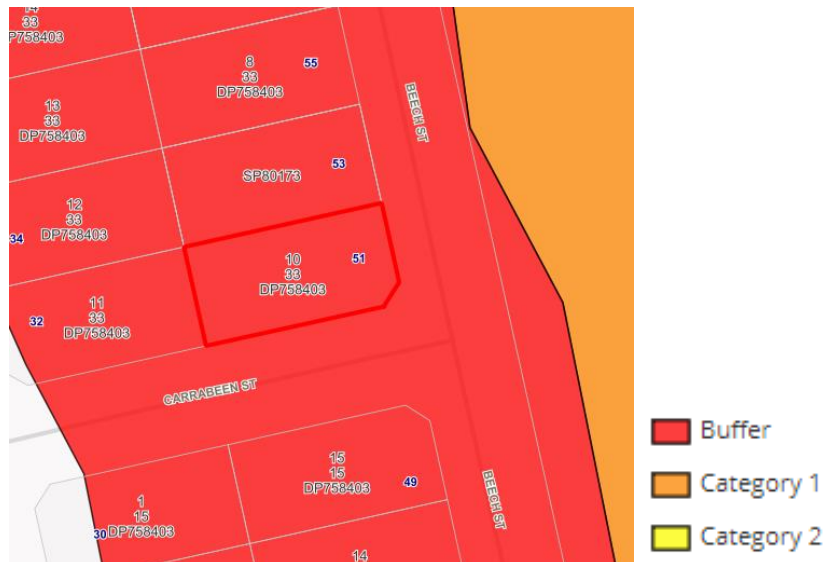 14
33
P758403
8
33
DP758403
55
13
33
DP758403
BEECH ST
SP80173
53
12
33
DP758403
34
10
33
DP758403
51
11
33
DP758403
32
CARRABEEN ST
15
15
DP758403
49
1
15
DP758403
30
BEECH ST
14
Buffer
Category 1
Category 2